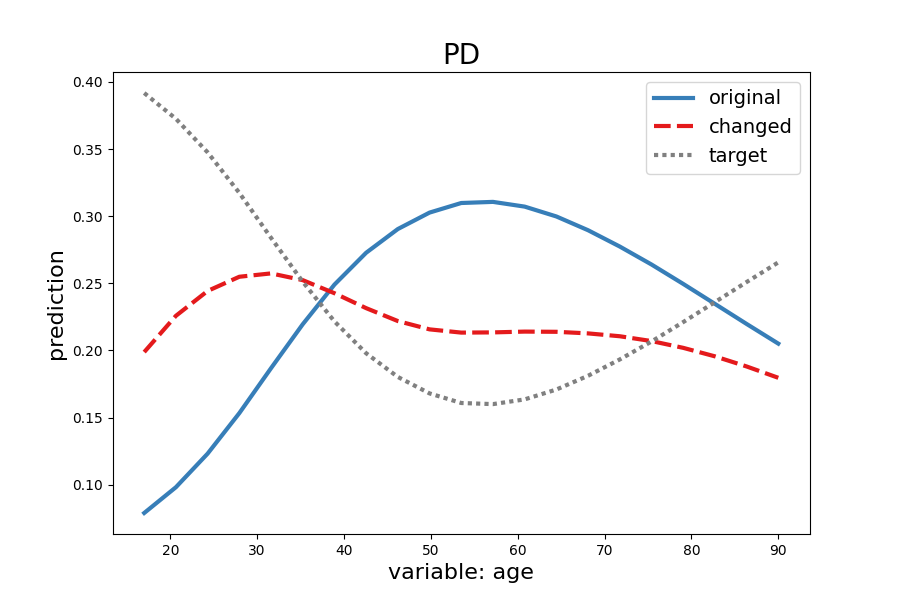 PD
original
changed
target
prediction
0.40
0.35
0.30
0.25
0.20
0.15
0.10
20 30 40 50 60 70 80 90
variable: age